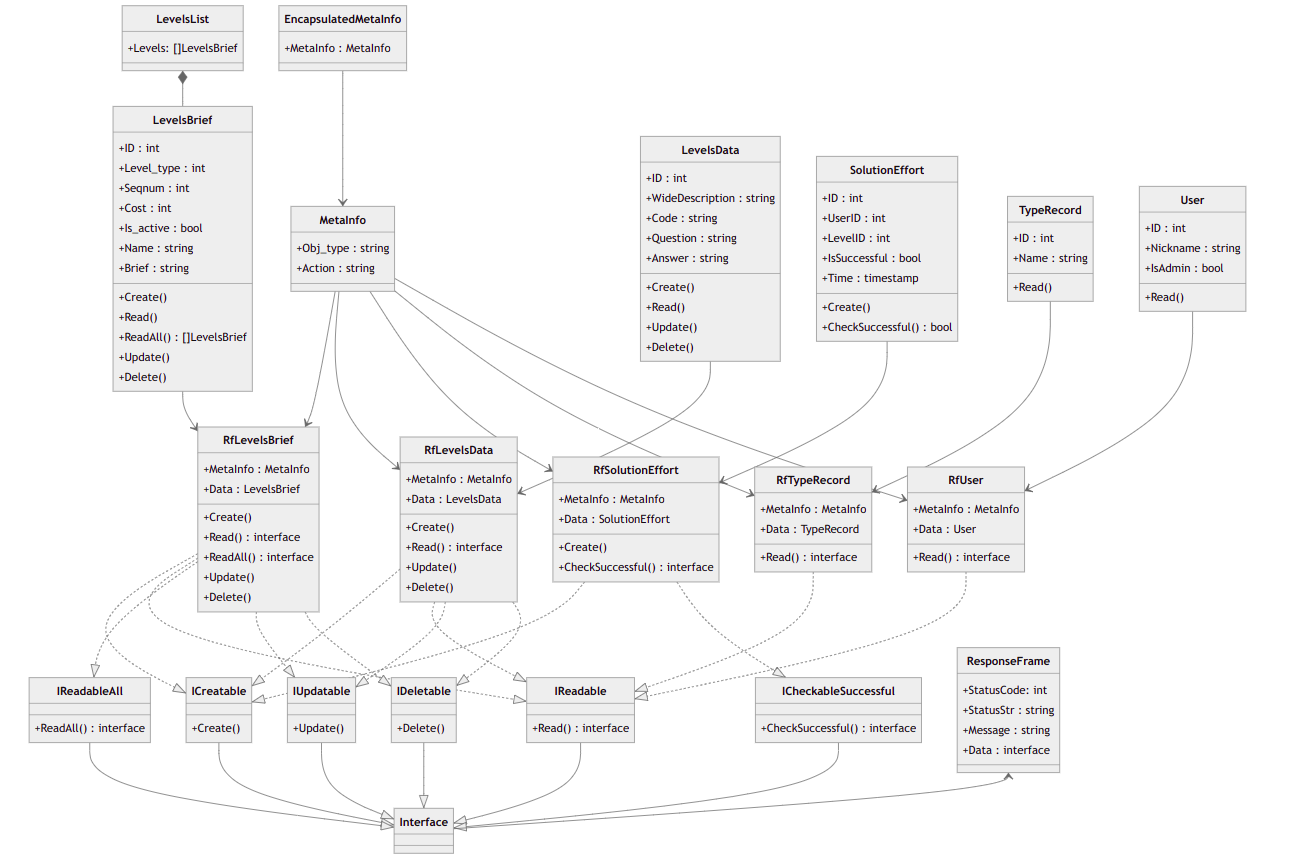 LevelsList
+Levels: []LevelsBrief
EncapsulatedMetaInfo
+MetaInfo : MetaInfo
LevelsBrief
+ID : int
+Level_type : int
+Seqnum : int
+Cost : int
+Is_active : bool
+Name : string
+Brief : string
+Create()
+Read()
+ReadAll() : []LevelsBrief
+Update()
+Delete()
MetaInfo
+Obj_type : string
+Action : string
LevelsData
+ID : int
+WideDescription : string
+Code : string
+Question : string
+Answer : string
+Create()
+Read()
+Update()
+Delete()
SolutionEffort
+ID : int
+UserID : int
+LevelID : int
+IsSuccessful : bool
+Time : timestamp
+Create()
+CheckSuccessful() : bool
TypeRecord
+ID : int
+Name : string
+Read()
User
+ID : int
+Nickname : string
+IsAdmin : bool
+Read()
RfLevelsBrief
+MetaInfo : MetaInfo
+Data : LevelsBrief
+Create()
+Read() : interface
+ReadAll() : interface
+Update()
+Delete()
RfLevelsData
+MetaInfo : MetaInfo
+Data : LevelsData
+Create()
+Read() : interface
+Update()
+Delete()
RfSolutionEffort
+MetaInfo : MetaInfo
+Data : SolutionEffort
+Create()
+CheckSuccessful() : interface
RfTypeRecord
+MetaInfo : MetaInfo
+Data : TypeRecord
+Read() : interface
RfUser
+MetaInfo : MetaInfo
+Data : User
+Read() : interface
IReadableAll
+ReadAll() : interface
ICreatable
+Create()
IUpdatable
+Update()
IDeletable
+Delete()
IReadable
+Read() : interface
ICheckableSuccessful
+CheckSuccessful() : interface
ResponseFrame
+StatusCode: int
+StatusStr : string
+Message : string
+Data : interface
Interface